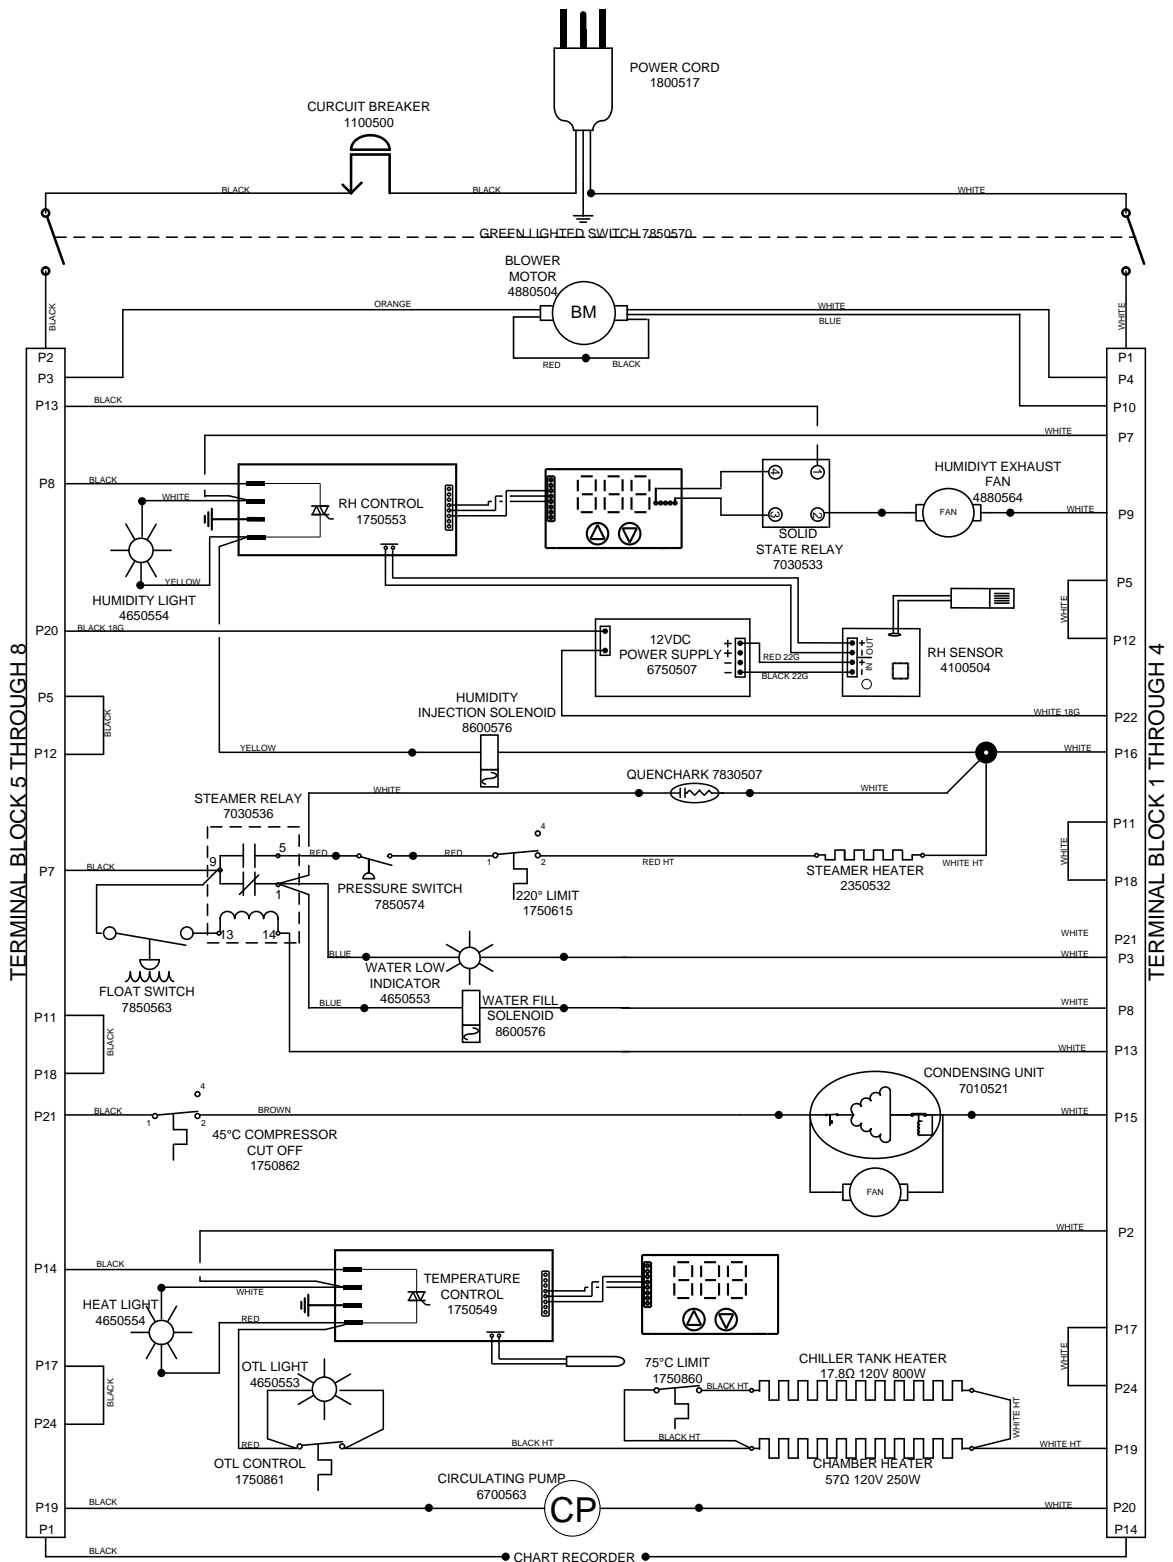 POWER CORD
1800517
CURCUIT BREAKER
1100500
BLACK
BLACK
WHITE
GREEN LIGHTED SWITCH 7850570
BLOWER
MOTOR
4880504
BM
ORANGE
WHITE
BLUE
RED
BLACK
BLACK
WHITE
TERMINAL BLOCK 5 THROUGH 8
TERMINAL BLOCK 1 THROUGH 4
P2
P1
P3
P4
P13
BLACK
P10
WHITE
P7
P8
BLACK
WHITE
RH CONTROL
1750553
888
4
1
3
2
SOLID
STATE RELAY
7030533
HUMIDIYT EXHAUST
FAN
4880564
FAN
WHITE
P9
YELLOW
HUMIDITY LIGHT
4650554
P5
WHITE
P12
P20
BLACK 18G
12VDC
POWER SUPPLY
6750507
+
+
–
–
RED 22G
BLACK 22G
+
–
+
–
OUT
IN
RH SENSOR
4100504
P5
BLACK
P12
HUMIDITY
INJECTION SOLENOID
8600576
WHITE 18G
P22
YELLOW
WHITE
P16
QUENCHARK 7830507
WHITE
WHITE
STEAMER RELAY
7030536
P11
WHITE
P18
P7
BLACK
9
5
1
13
14
RED
PRESSURE SWITCH
7850574
RED
4
1
2
220° LIMIT
1750615
RED HT
STEAMER HEATER
2350532
WHITE HT
WHITE
P21
BLUE
WATER LOW
INDICATOR
4650553
WHITE
P3
FLOAT SWITCH
7850563
BLUE
WATER FILL
SOLENOID
8600576
WHITE
P8
P11
BLACK
P18
WHITE
P13
P21
BLACK
4
1
2
BROWN
45°C COMPRESSOR
CUT OFF
1750862
CONDENSING UNIT
7010521
WHITE
P15
FAN
WHITE
P2
P14
BLACK
WHITE
TEMPERATURE
CONTROL
1750549
888
HEAT LIGHT
4650554
RED
P17
BLACK
P24
OTL LIGHT
4650553
75°C LIMIT
1750860
BLACK HT
CHILLER TANK HEATER
17.8Ω 120V 800W
P17
WHITE
P24
WHITE HT
BLACK HT
RED
OTL CONTROL
1750861
BLACK HT
CHAMBER HEATER
57Ω 120V 250W
WHITE HT
P19
CIRCULATING PUMP
6700563
CP
P19
BLACK
WHITE
P20
P1
P14
BLACK
CHART RECORDER